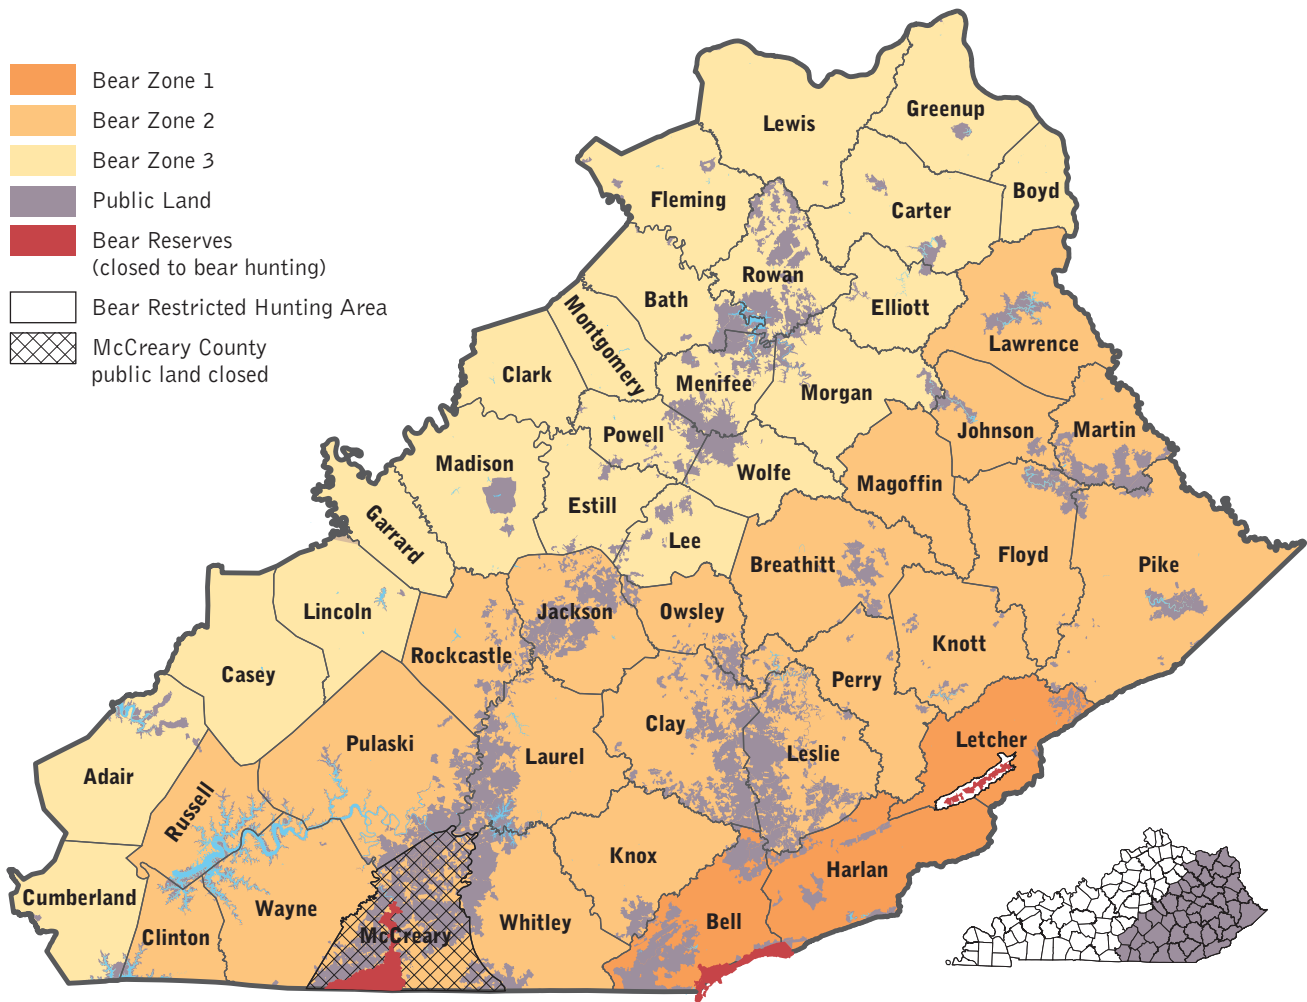 Bear Zone 1
Bear Zone 2
Bear Zone 3
Public Land
Bear Reserves
(closed to bear hunting)
Bear Restricted Hunting Area
McCreary County
public land closed
Lewis
Greenup
Fleming
Carter
Boyd
Rowan
Bath
Elliott
Montgomery
Lawrence
Clark
Menifee
Morgan
Powell
Johnson
Martin
Madison
Wolfe
Magoffin
Estill
Garrard
Lee
Breathitt
Floyd
Pike
Lincoln
Jackson
Owsley
Knott
Rockcastle
Casey
Perry
Clay
Letcher
Pulaski
Laurel
Leslie
Adair
Russell
Knox
Harlan
Cumberland
Wayne
Bell
Whitley
Clinton
McCreary